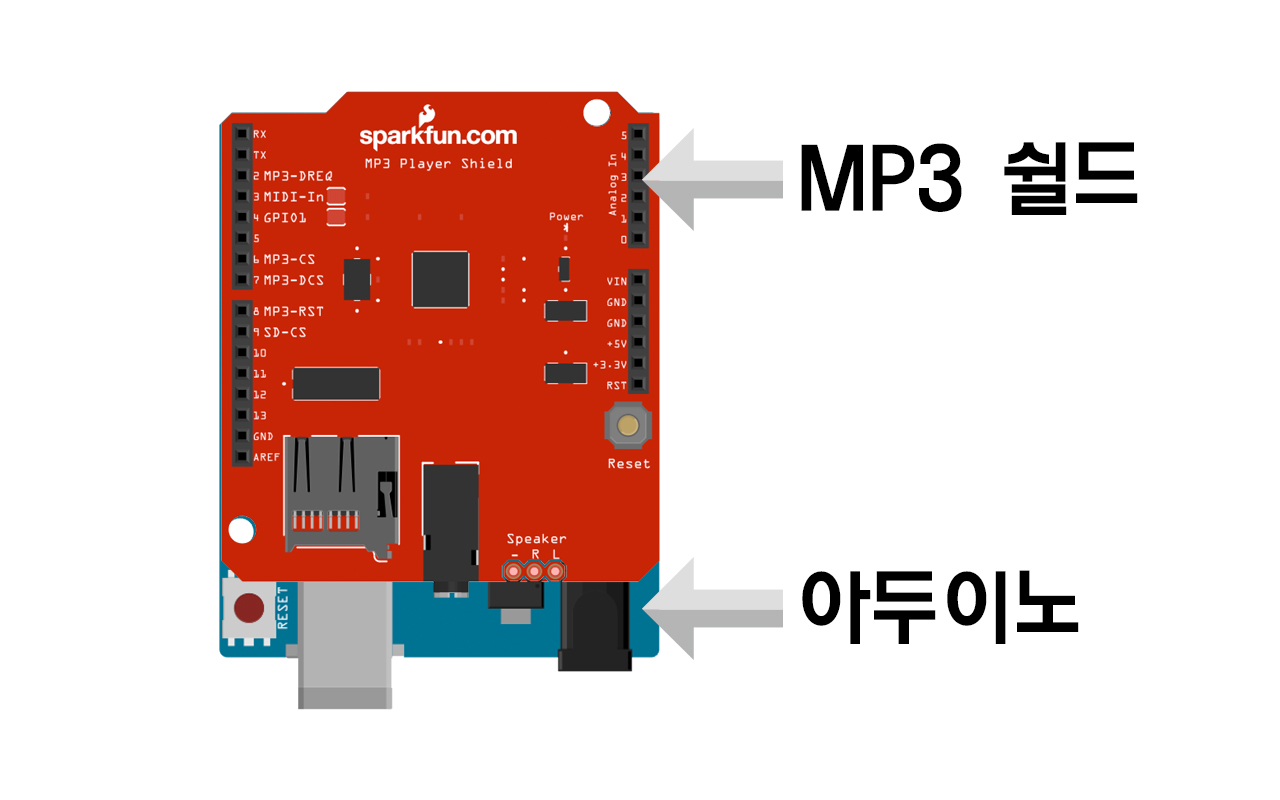 sparkfun.com
MP3 Player Shield
RX
TX
2 MP3-DREQ
3 MIDI-In
4 GPIO1
5
6 MP3-CS
7 MP3-DCS
8 MP3-RST
9 SD-CS
10
11
12
13
GND
AREF
Power
5
4
3
2
1
0
Analog In
VIN
GND
GND
+5V
+3.3V
RST
Reset
Speaker
- R L
RESET
MP3 쉴드
아두이노